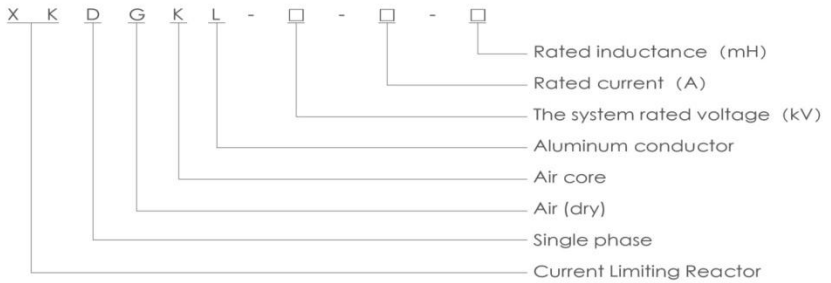 X K D G K L - □ - □ - □
Rated inductance（mH）
Rated current（A）
The system rated voltage（kV）
Aluminum conductor
Air core
Air (dry)
Single phase
Current Limiting Reactor